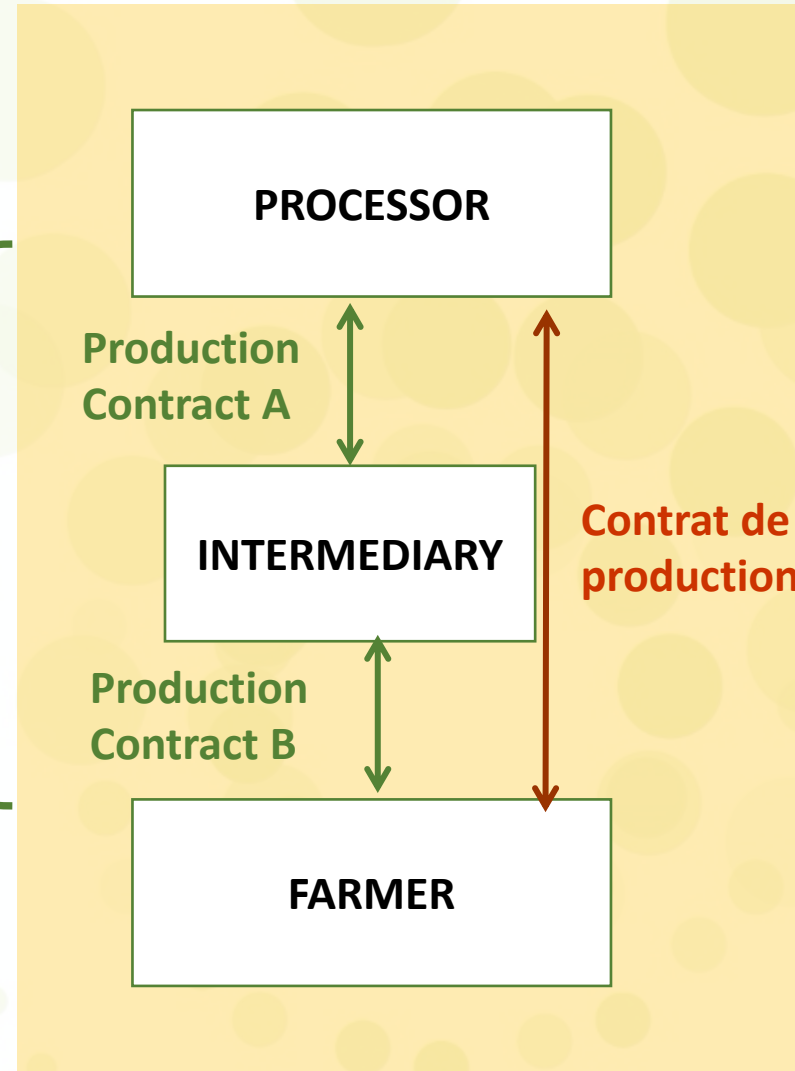 PROCESSOR
Production
Contract A
INTERMEDIARY
Contrat de
production
Production
Contract B
FARMER